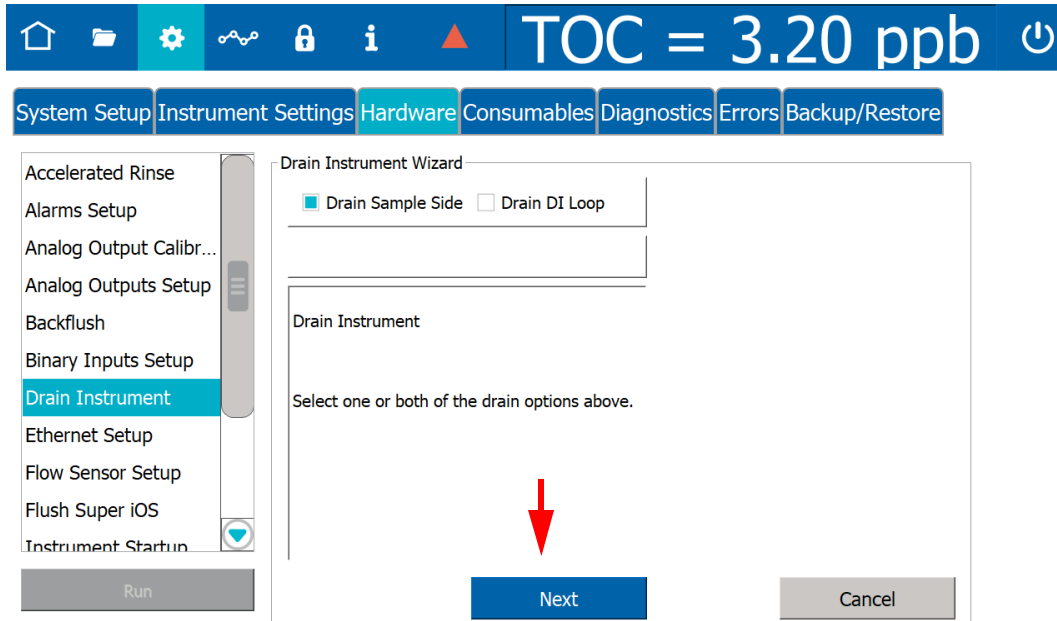 TOC = 3.20 ppb
System Setup Instrument Settings Hardware Consumables Diagnostics Errors Backup/Restore
Accelerated Rinse
Alarms Setup
Analog Output Calibr...
Analog Outputs Setup
Backflush
Binary Inputs Setup
Drain Instrument
Ethernet Setup
Flow Sensor Setup
Flush Super iOS
Instrument Startup
Run
Drain Instrument Wizard
Drain Sample Side Drain DI Loop
Drain Instrument
Select one or both of the drain options above.
Next Cancel